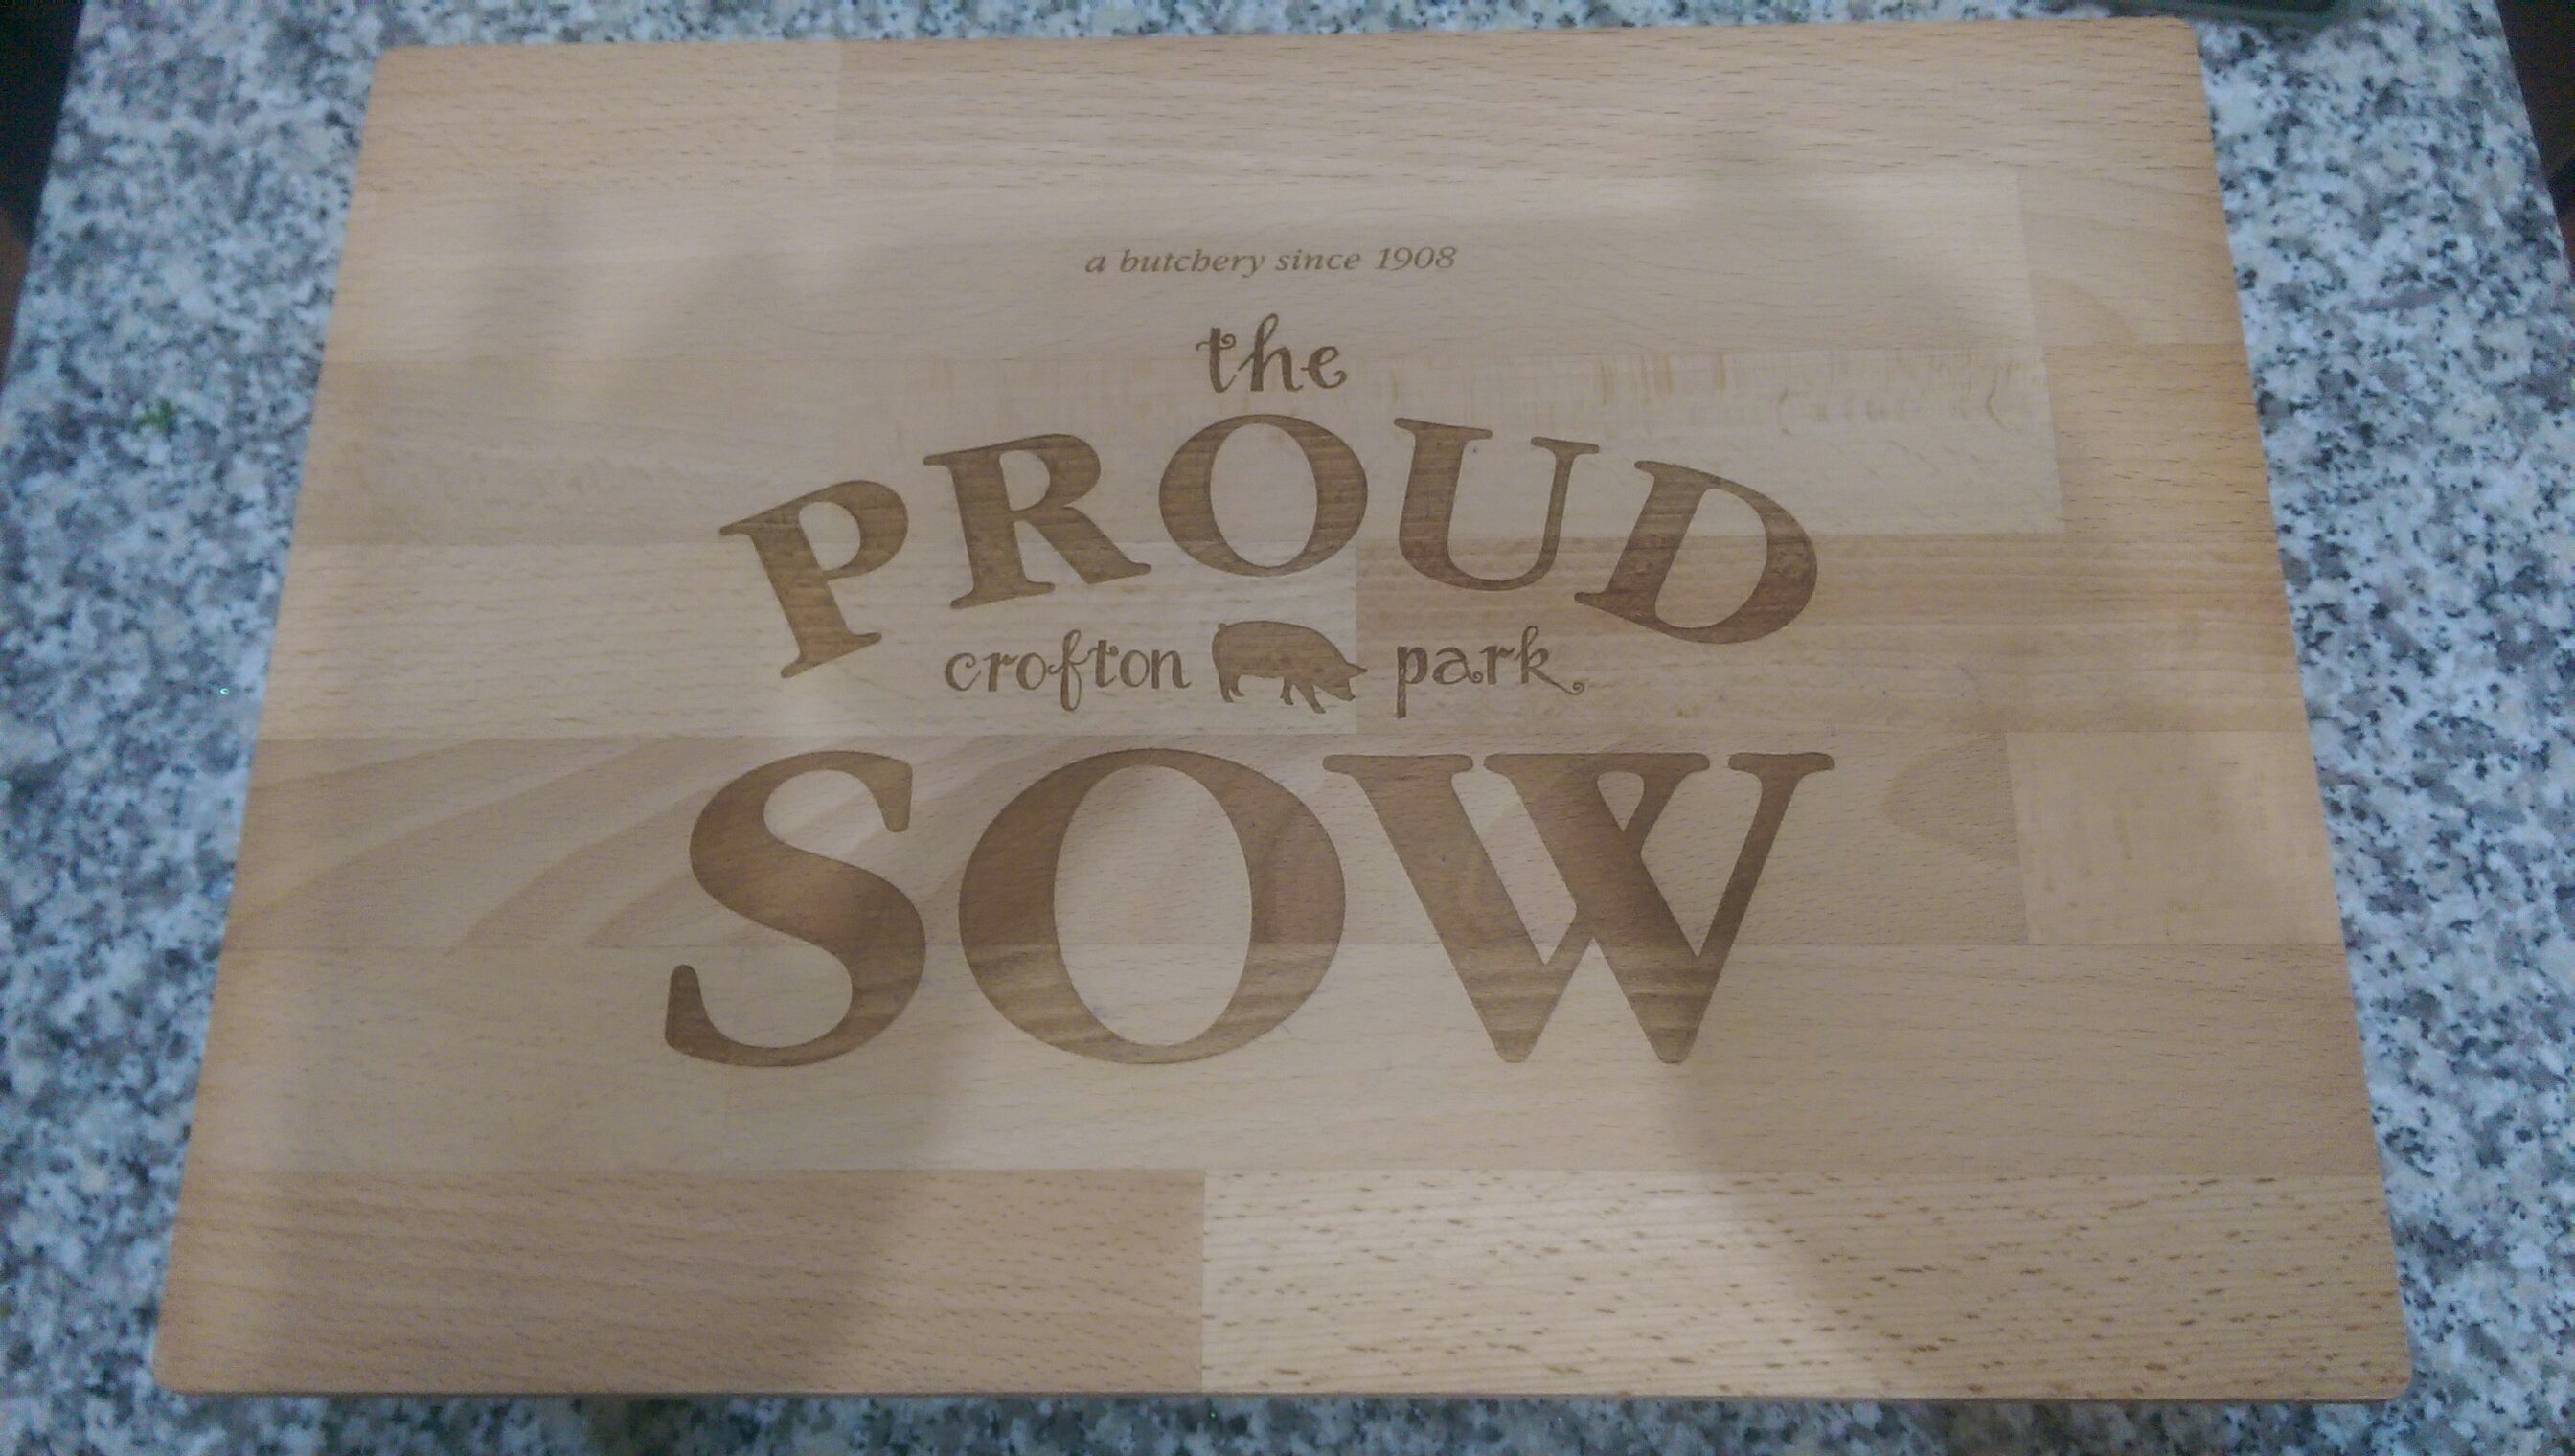 a butchery since 1908
the
PROUD
crofton park
SOW